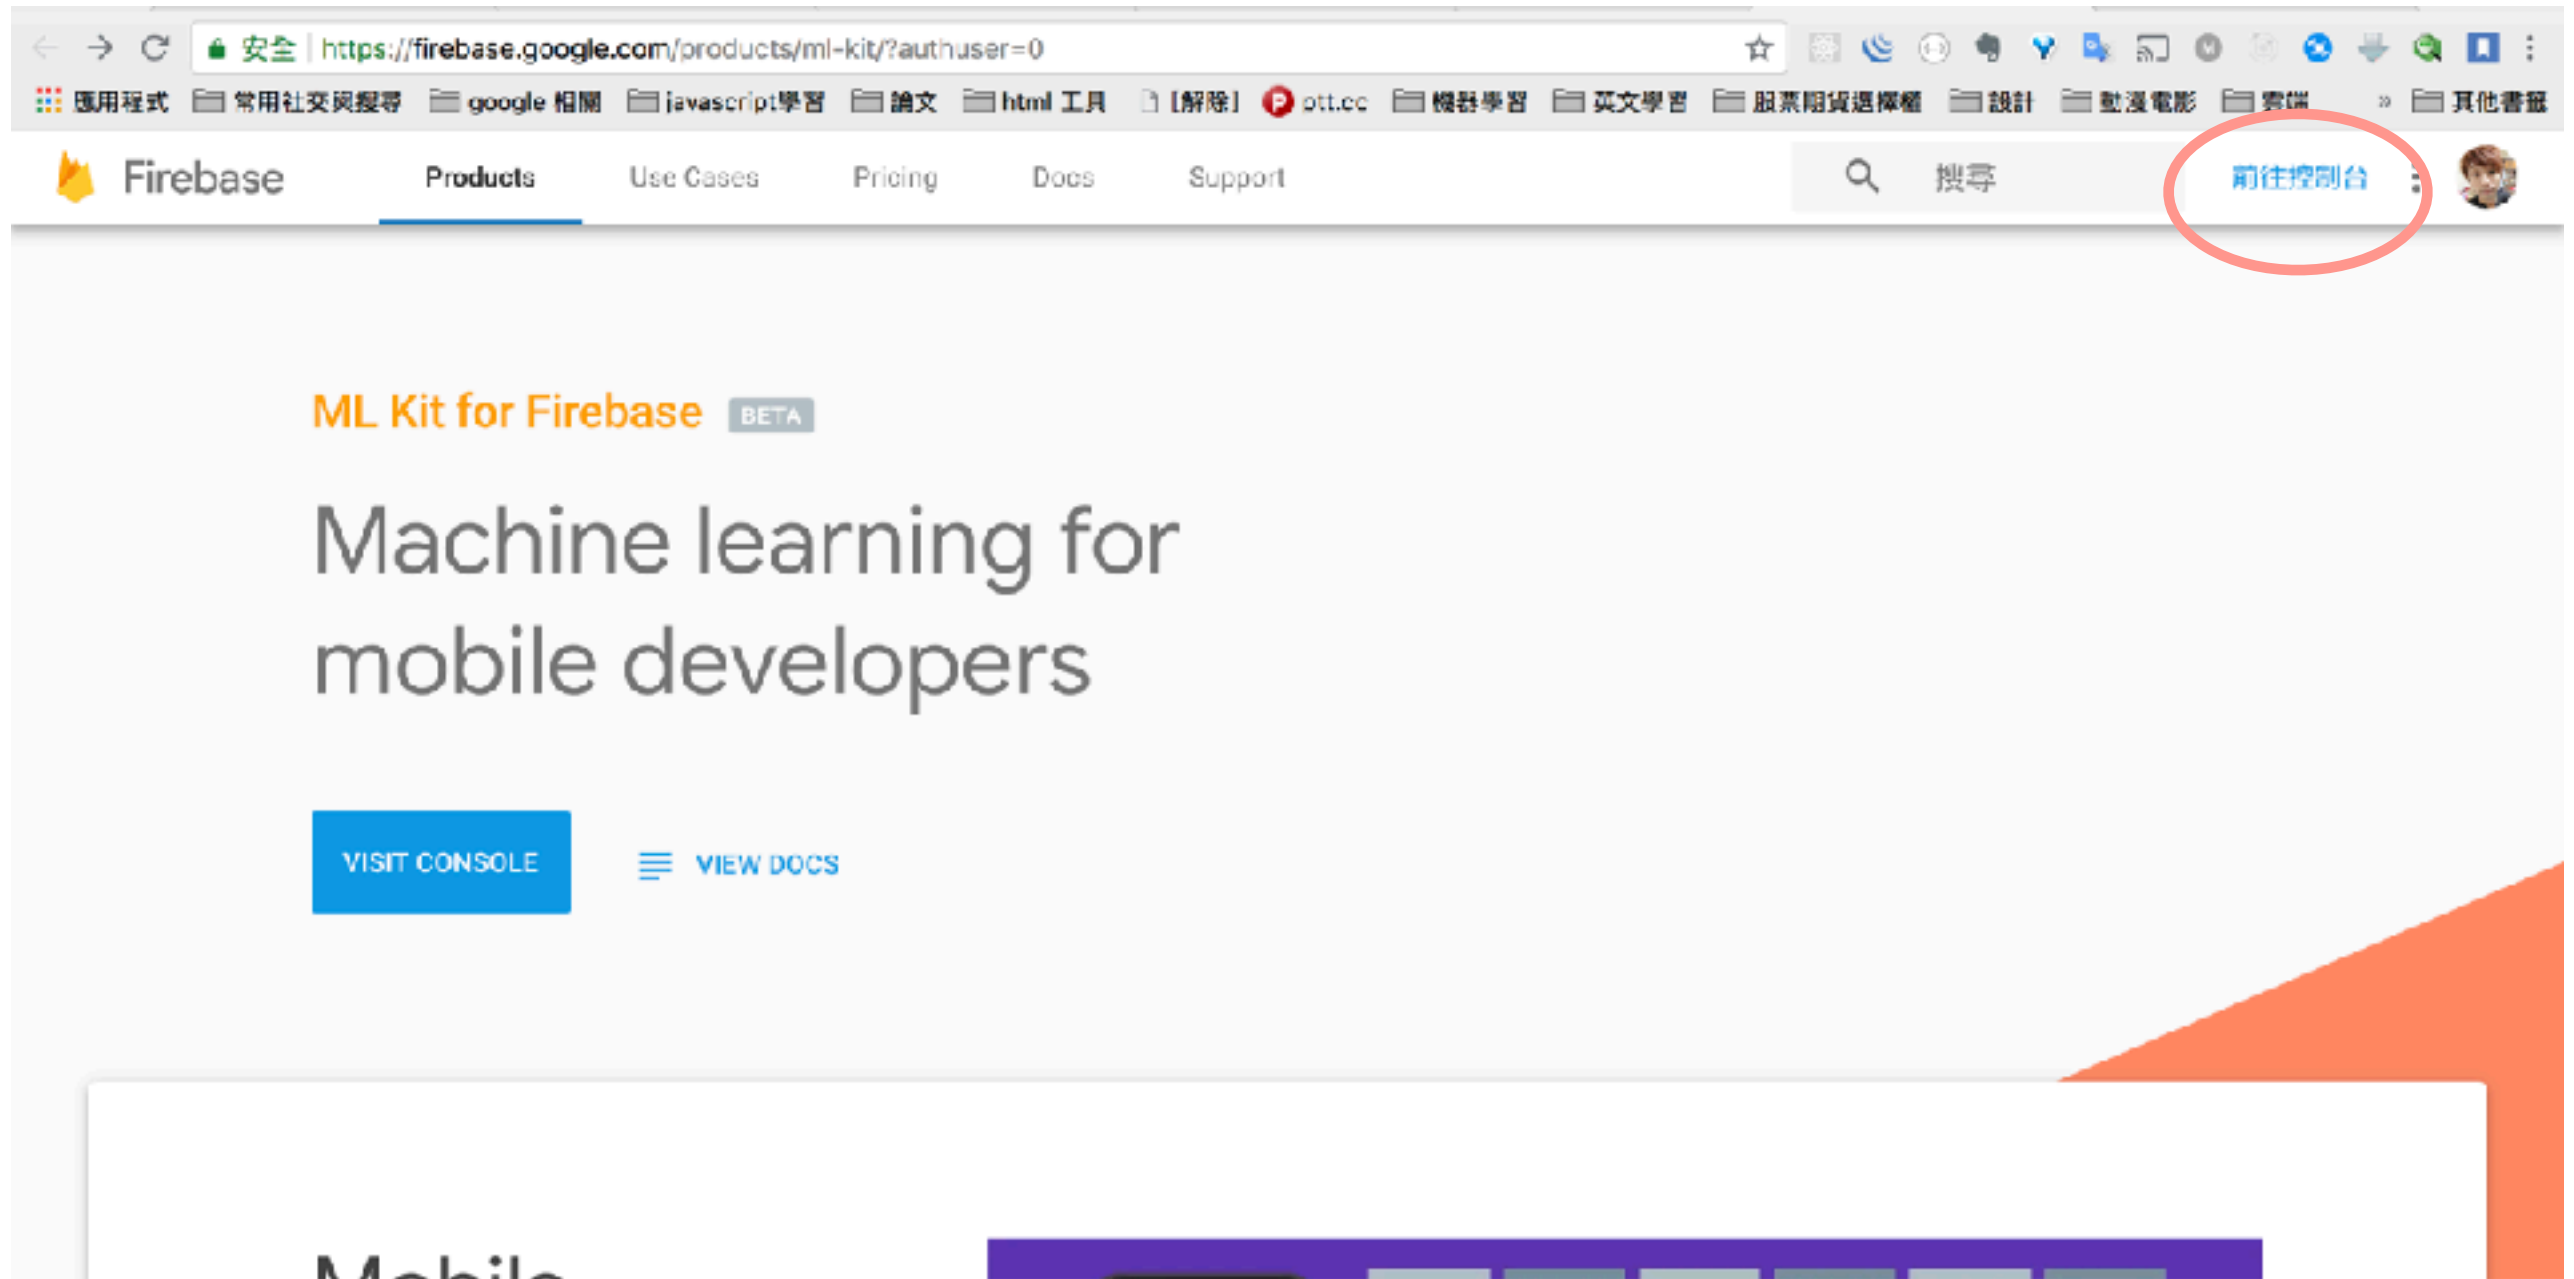 安全 | https://firebase.google.com/products/ml-kit/?authuser=0
應用程式 常用社交與搜尋 google 相關 javascript學習 論文 html 工具 [解除] ptt.cc 機器學習 英文學習 股票期貨選擇權 設計 動漫電影 雲端 » 其他書籤
Firebase Products Use Cases Pricing Docs Support 搜尋 前往控制台
ML Kit for Firebase BETA
Machine learning for
mobile developers
VISIT CONSOLE VIEW DOCS
Mobile